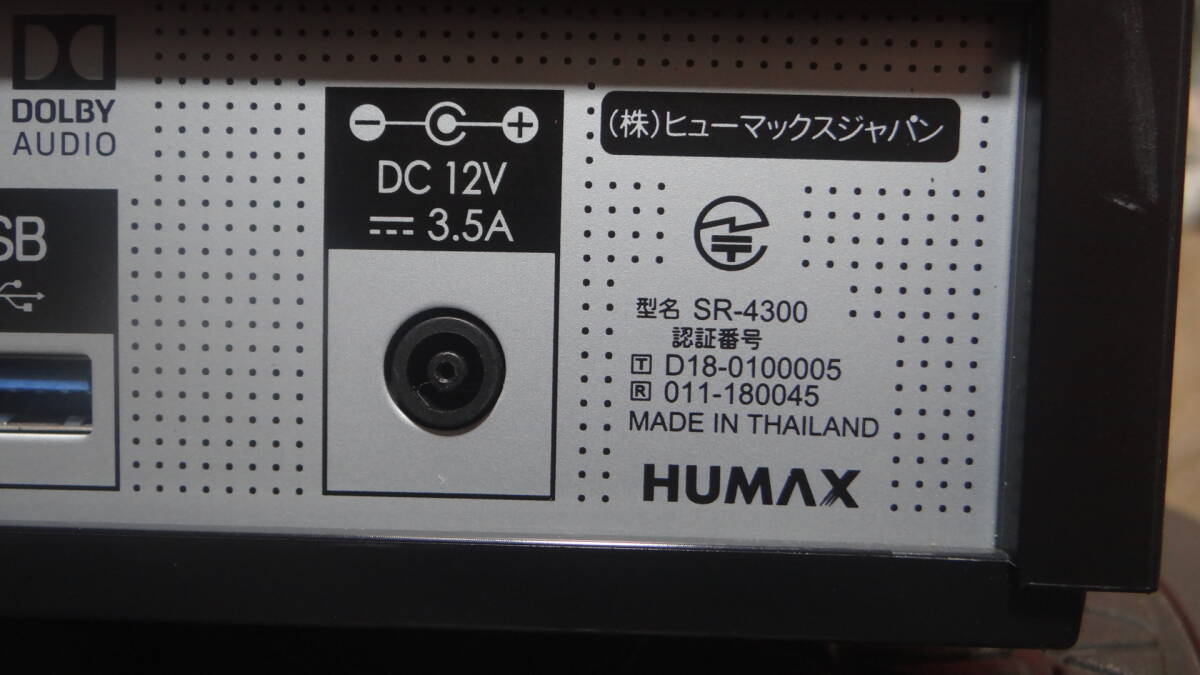 DOLBY
AUDIO
SB
DC 12V
3.5A
(株)ヒューマックスジャパン
型名 SR-4300
認証番号
T D18-0100005
R 011-180045
MADE IN THAILAND
HUMAX